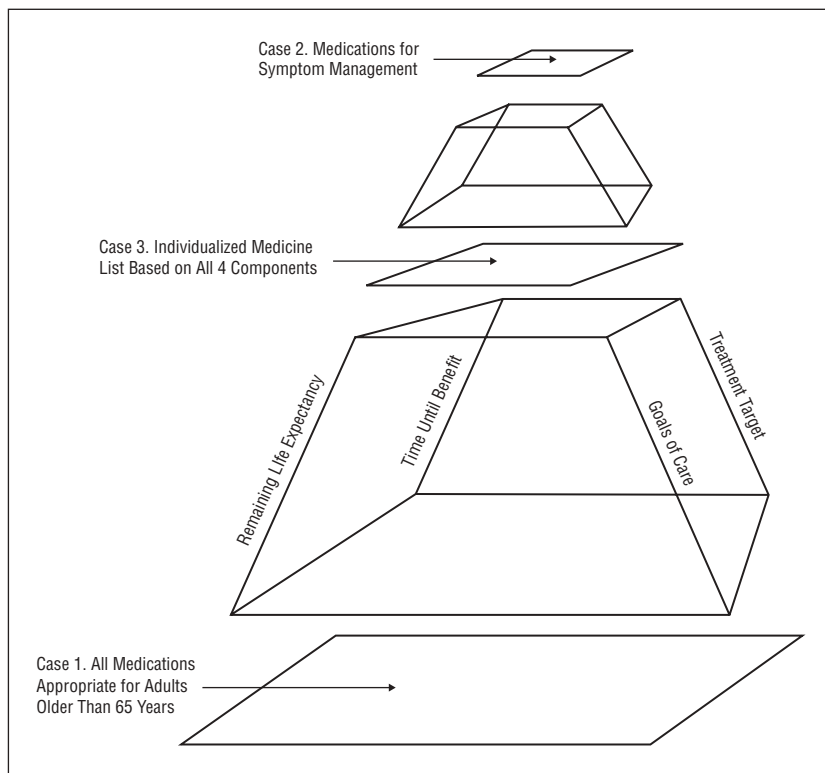 Case 2. Medications for
Symptom Management
Case 3. Individualized Medicine
List Based on All 4 Components
Remaining LIfe Expectancy
Time Until Benefit
Goals of Care
Treatment Target
Case 1. All Medications
Appropriate for Adults
Older Than 65 Years